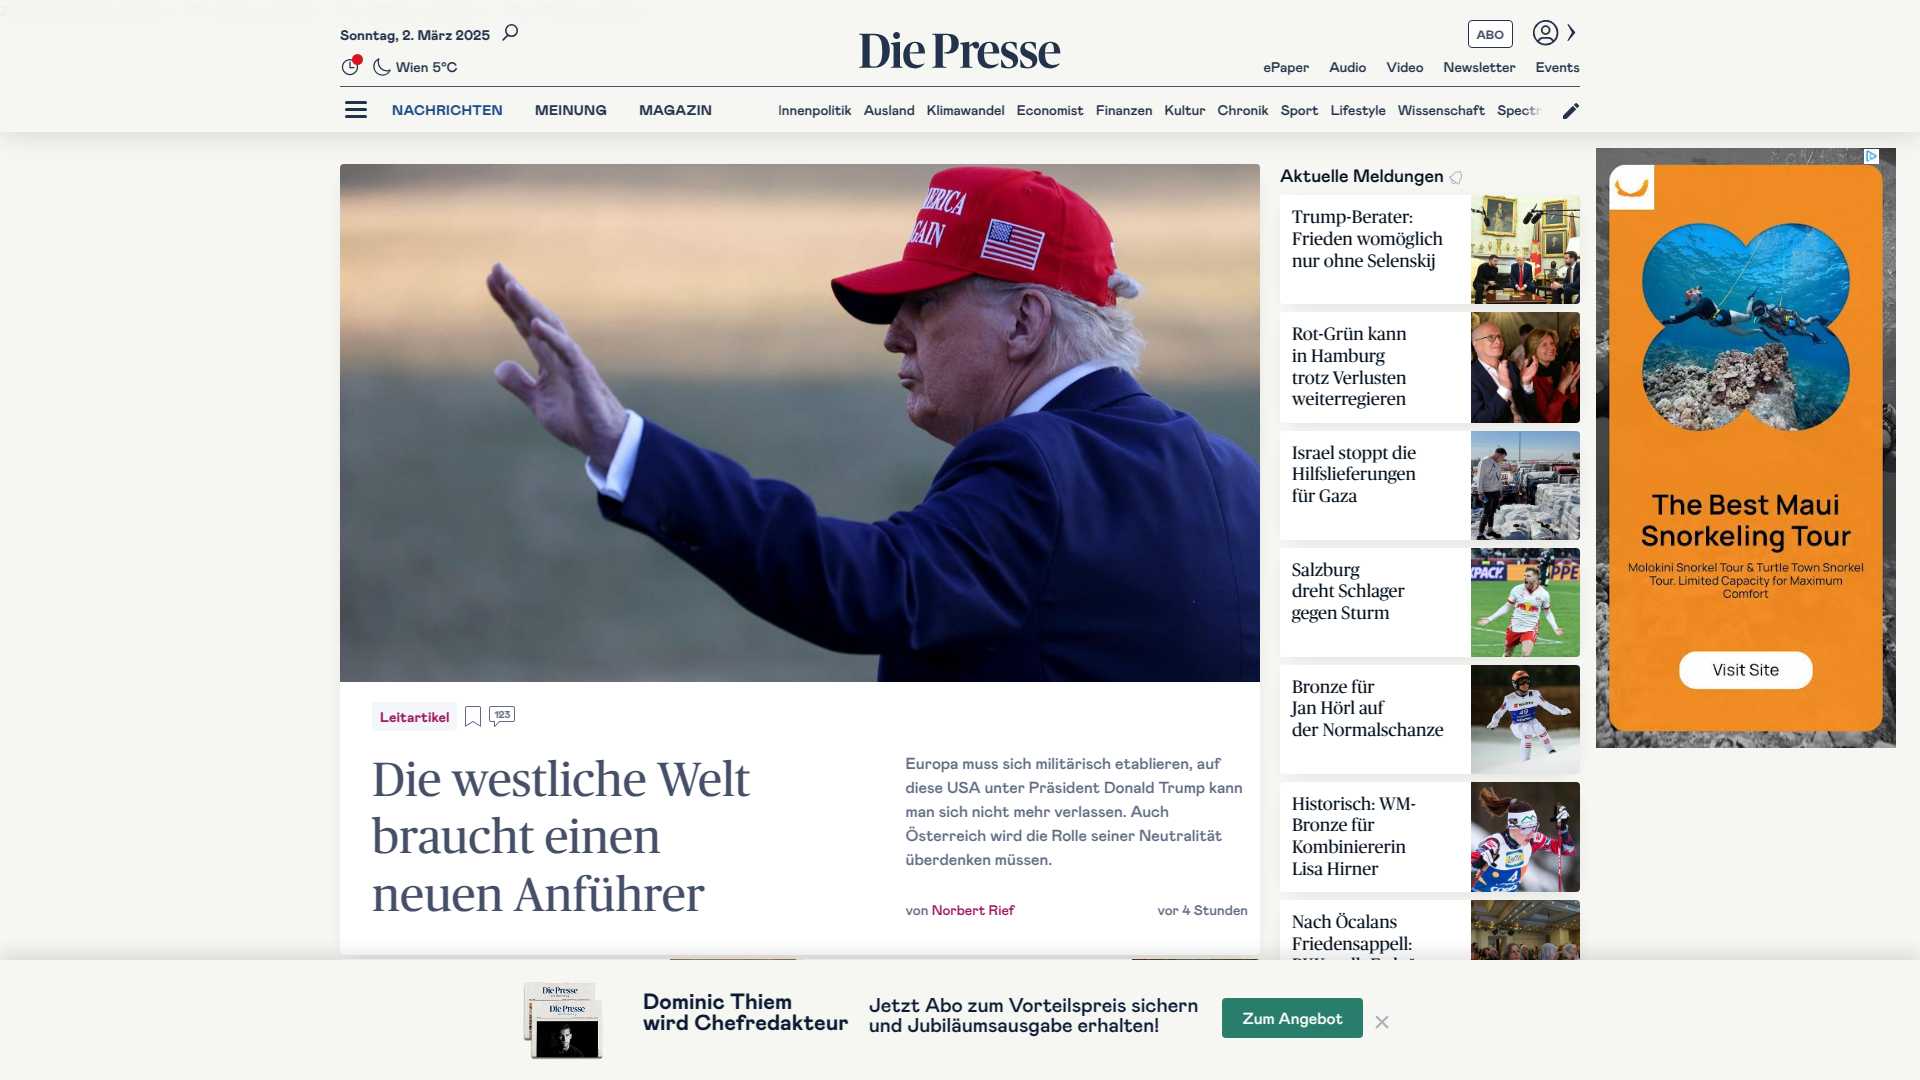 Sonntag, 2. März 2025
Wien 5°C
Die Presse
ABO
ePaper Audio Video Newsletter Events
NACHRICHTEN MEINUNG MAGAZIN
Innenpolitik Ausland Klimawandel Economist Finanzen Kultur Chronik Sport Lifestyle Wissenschaft Spectr
ERICA
GAIN
Leitartikel
123
Die westliche Welt
braucht einen
neuen Anführer
Europa muss sich militärisch etablieren, auf
diese USA unter Präsident Donald Trump kann
man sich nicht mehr verlassen. Auch
Österreich wird die Rolle seiner Neutralität
überdenken müssen.
von Norbert Rief
vor 4 Stunden
Aktuelle Meldungen
Trump-Berater:
Frieden womöglich
nur ohne Selenskij
Rot-Grün kann
in Hamburg
trotz Verlusten
weiterregieren
Israel stoppt die
Hilfslieferungen
für Gaza
Salzburg
dreht Schlager
gegen Sturm
Bronze für
Jan Hörl auf
der Normalschanze
Historisch: WM-
Bronze für
Kombiniererin
Lisa Hirner
Nach Öcalans
Friedensappell:
The Best Maui
Snorkeling Tour
Molokini Snorkel Tour & Turtle Town Snorkel
Tour. Limited Capacity for Maximum
Comfort
Visit Site
Die Presse
Die Presse
Dominic Thiem
wird Chefredakteur
Jetzt Abo zum Vorteilspreis sichern
und Jubiläumsausgabe erhalten!
Zum Angebot